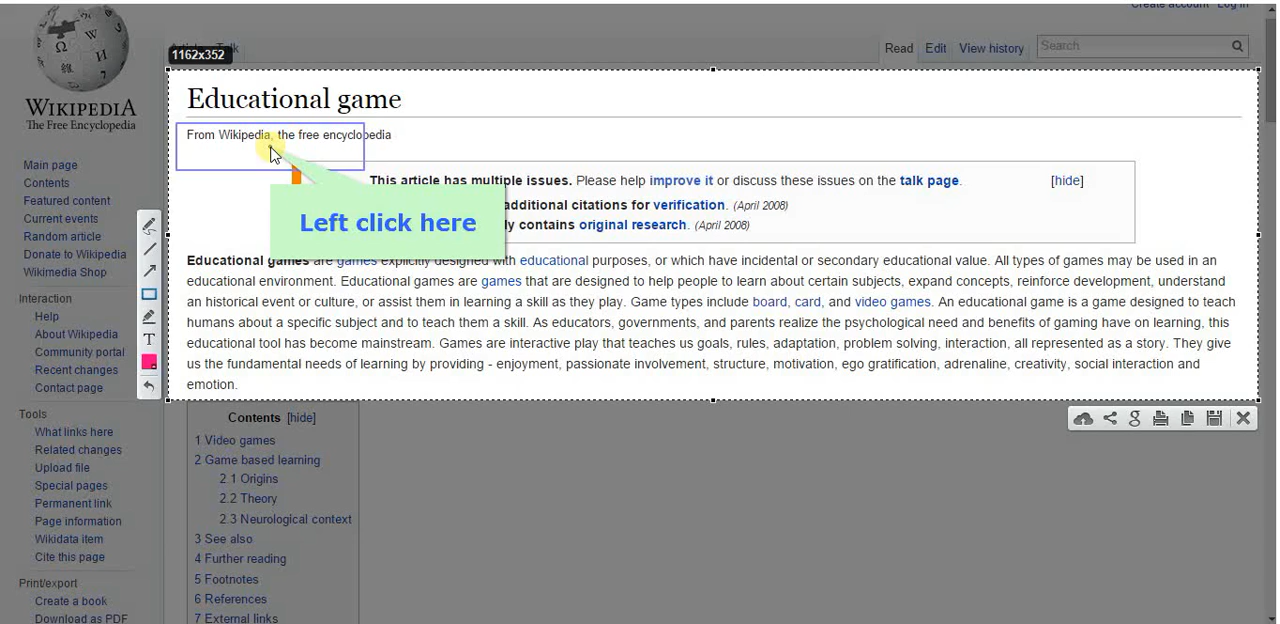 Create account Log in
WIKIPEDIA
The Free Encyclopedia
1162x352
Talk
Read Edit View history Search
Educational game
From Wikipedia, the free encyclopedia
This article has multiple issues. Please help improve it or discuss these issues on the talk page. [hide]
additional citations for verification. (April 2008)
contains original research. (April 2008)
Left click here
Educational games are games explicitly designed with educational purposes, or which have incidental or secondary educational value. All types of games may be used in an
educational environment. Educational games are games that are designed to help people to learn about certain subjects, expand concepts, reinforce development, understand
an historical event or culture, or assist them in learning a skill as they play. Game types include board, card, and video games. An educational game is a game designed to teach
humans about a specific subject and to teach them a skill. As educators, governments, and parents realize the psychological need and benefits of gaming have on learning, this
educational tool has become mainstream. Games are interactive play that teaches us goals, rules, adaptation, problem solving, interaction, all represented as a story. They give
us the fundamental needs of learning by providing - enjoyment, passionate involvement, structure, motivation, ego gratification, adrenaline, creativity, social interaction and
emotion.
Main page
Contents
Featured content
Current events
Random article
Donate to Wikipedia
Wikimedia Shop
Interaction
Help
About Wikipedia
Community portal
Recent changes
Contact page
Tools
What links here
Related changes
Upload file
Special pages
Permanent link
Page information
Wikidata item
Cite this page
Print/export
Create a book
Download as PDF
Contents [hide]
1 Video games
2 Game based learning
2.1 Origins
2.2 Theory
2.3 Neurological context
3 See also
4 Further reading
5 Footnotes
6 References
7 External links